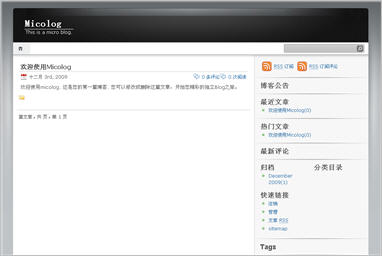 Micolog
This is a micro blog.
欢迎使用Micolog
十二月 3rd, 2009
0 条评论 0 次阅读
欢迎使用micolog, 这是您的第一篇博客, 您可以修改或删除这篇文章, 开始您精彩的独立Blog之旅。
篇文章 • 共 页 • 第 1 页
RSS 订阅 RSS 订阅评论
博客公告
最近文章
欢迎使用Micolog(0)
热门文章
欢迎使用Micolog(0)
最新评论
归档 分类目录
December
2009(1)
快速链接
注销
管理
文章 RSS
sitemap
Tags